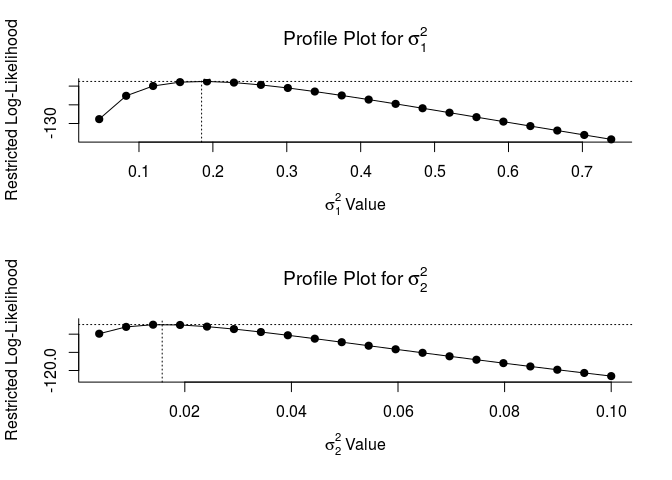 Profile Plot for σ₁²
Restricted Log-Likelihood
-130
0.1 0.2 0.3 0.4 0.5 0.6 0.7
σ₁² Value
Profile Plot for σ₂²
Restricted Log-Likelihood
-120.0
0.02 0.04 0.06 0.08 0.10
σ₂² Value